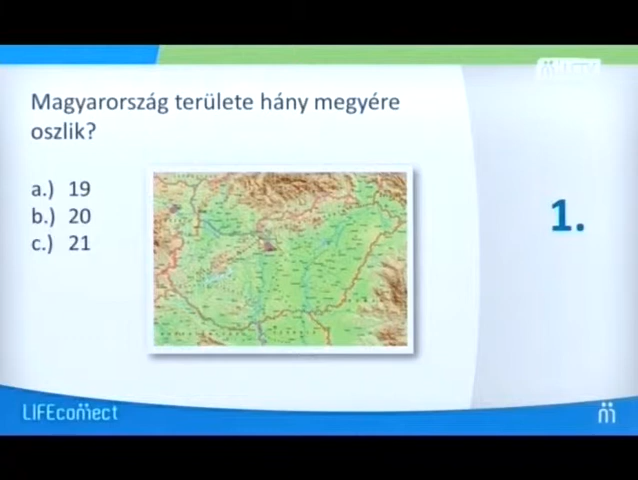 Magyarország területe hány megyére
oszlik?
a.) 19
b.) 20
c.) 21
1.
LIFEconnect